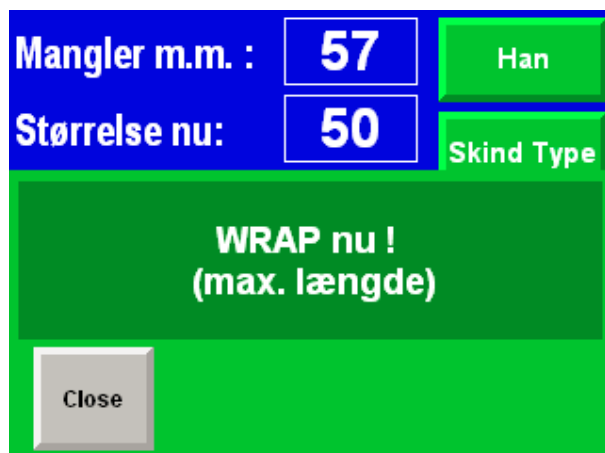 Mangler m.m. : 57 Han
Størrelse nu: 50 Skind Type
WRAP nu !
(max. længde)
Close